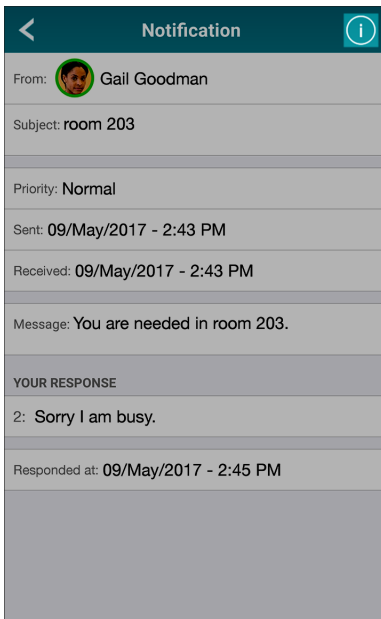 Notification
From: Gail Goodman
Subject: room 203
Priority: Normal
Sent: 09/May/2017 - 2:43 PM
Received: 09/May/2017 - 2:43 PM
Message: You are needed in room 203.
YOUR RESPONSE
2: Sorry I am busy.
Responded at: 09/May/2017 - 2:45 PM